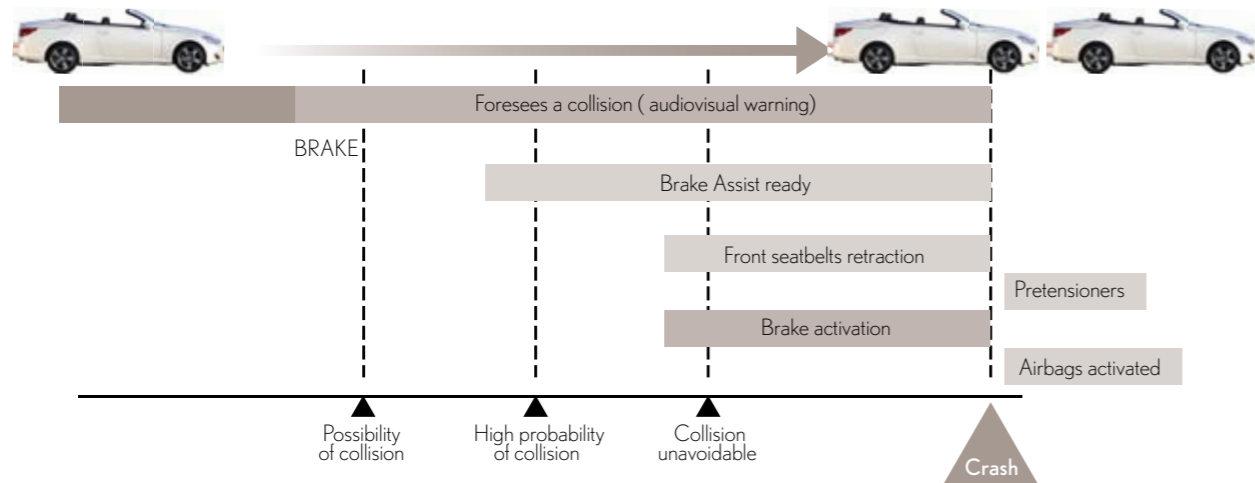 Foresees a collision ( audiovisual warning)
BRAKE
Brake Assist ready
Front seatbelts retraction
Pretensioners
Brake activation
Airbags activated
Possibility
of collision
High probability
of collision
Collision
unavoidable
Crash